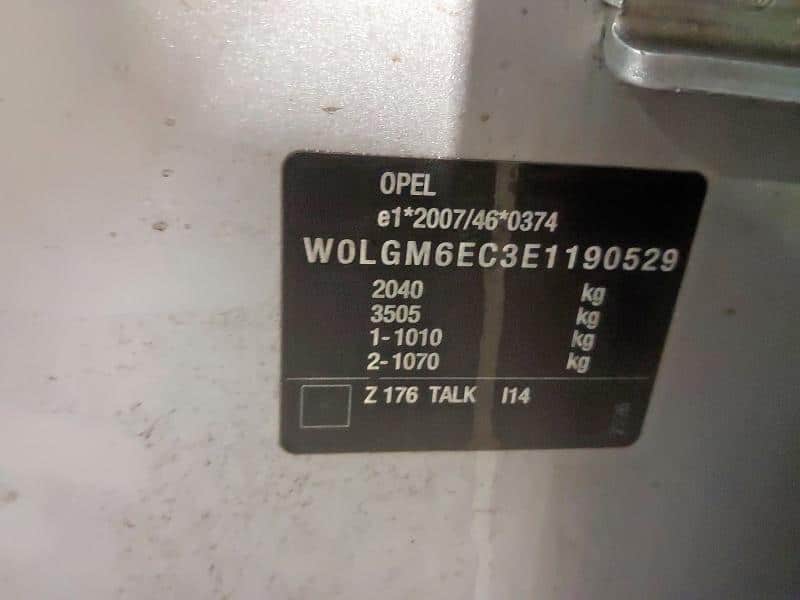 OPEL
e1*2007/46*0374
W0LGM6EC3E1190529
2040 kg
3505 kg
1-1010 kg
2-1070 kg
Z 176 TALK I14